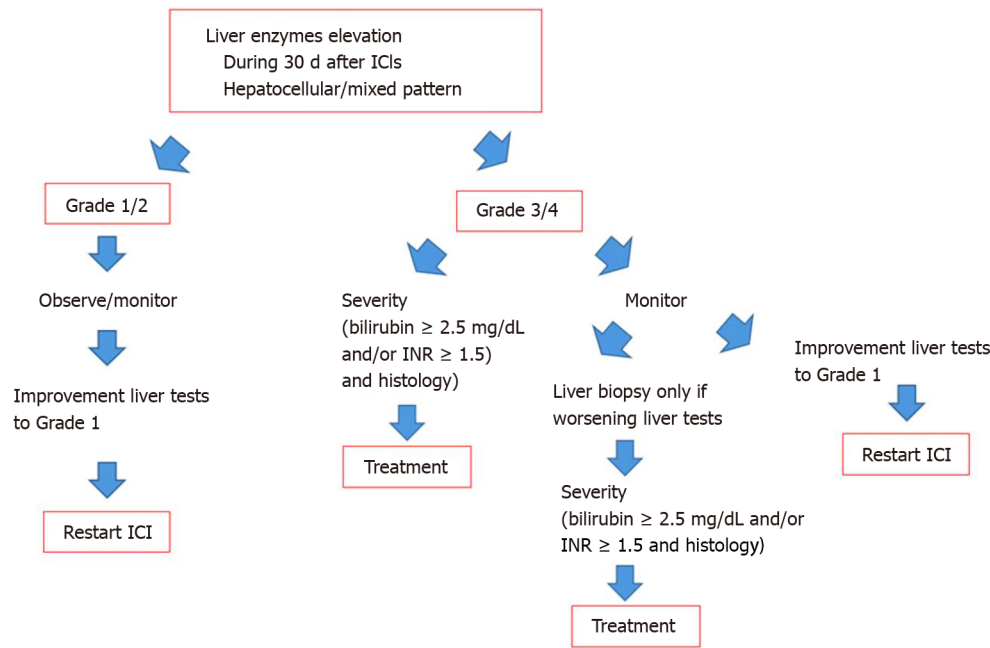 Liver enzymes elevation
During 30 d after ICIs
Hepatocellular/mixed pattern
Grade 1/2
Grade 3/4
Observe/monitor
Improvement liver tests
to Grade 1
Restart ICI
Severity
(bilirubin ≥ 2.5 mg/dL
and/or INR ≥ 1.5)
and histology)
Treatment
Monitor
Liver biopsy only if
worsening liver tests
Severity
(bilirubin ≥ 2.5 mg/dL and/or
INR ≥ 1.5 and histology)
Treatment
Improvement liver tests
to Grade 1
Restart ICI